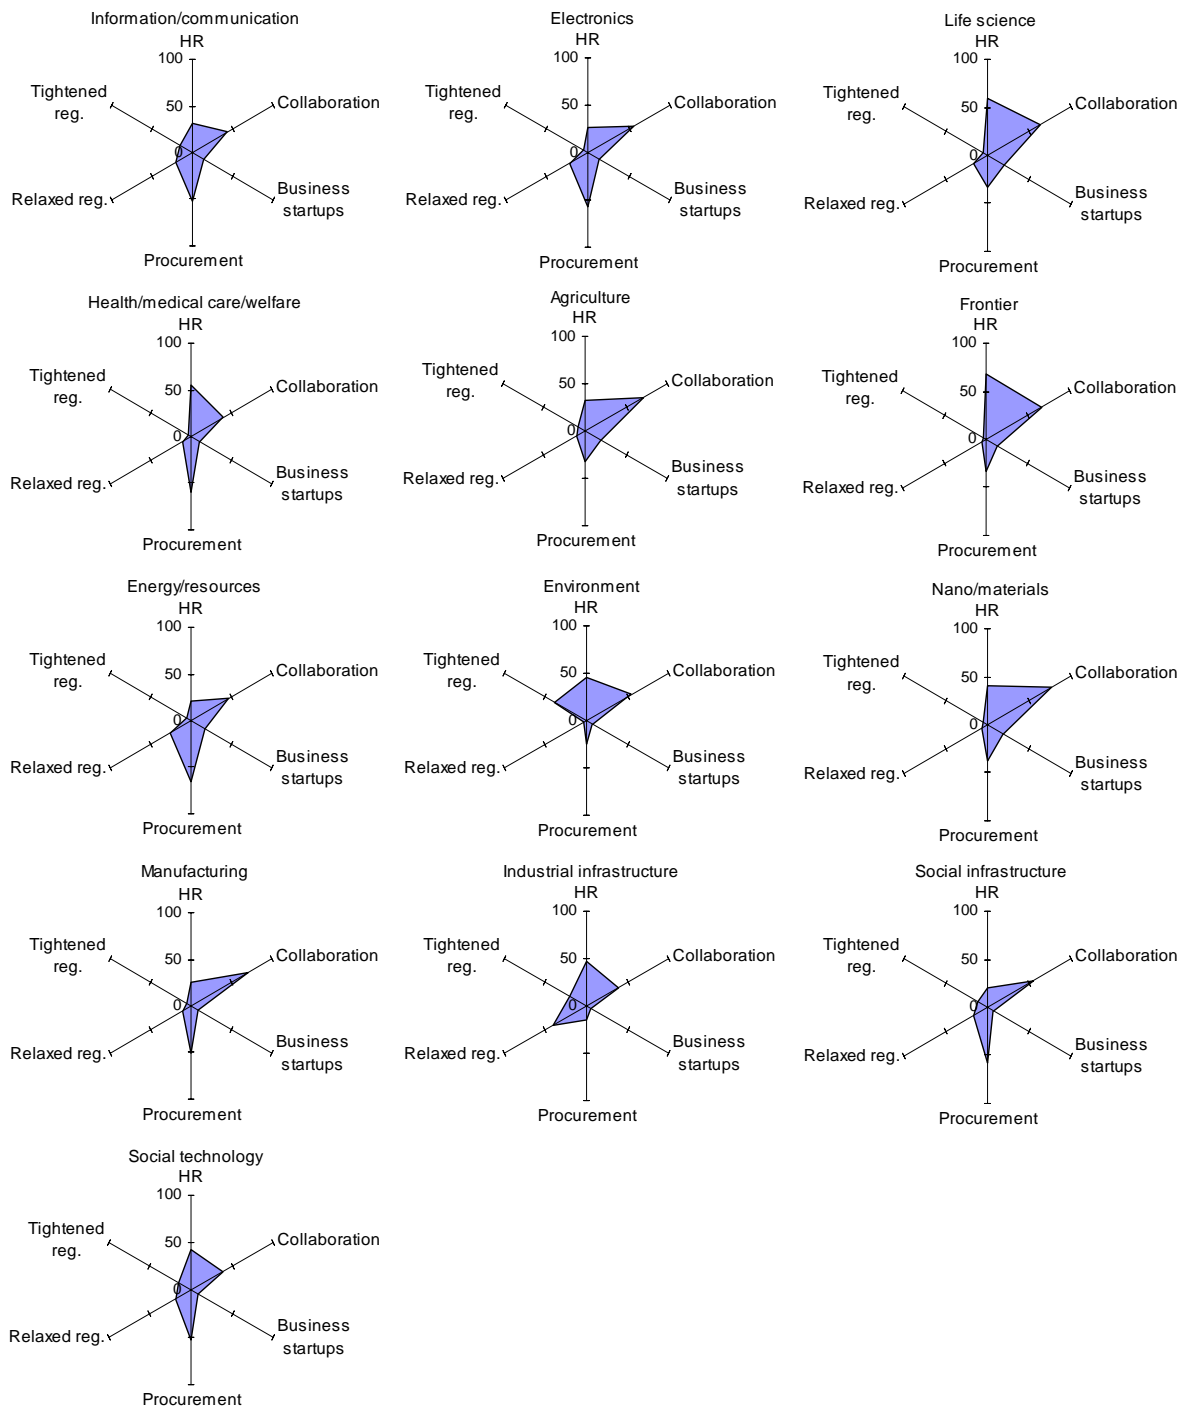 Information/communication
HR
100
50
0
Tightened
reg.
Collaboration
Relaxed reg.
Business
startups
Procurement
Electronics
HR
100
50
0
Tightened
reg.
Collaboration
Relaxed reg.
Business
startups
Procurement
Life science
HR
100
50
0
Tightened
reg.
Collaboration
Relaxed reg.
Business
startups
Procurement
Health/medical care/welfare
HR
100
50
0
Tightened
reg.
Collaboration
Relaxed reg.
Business
startups
Procurement
Agriculture
HR
100
50
0
Tightened
reg.
Collaboration
Relaxed reg.
Business
startups
Procurement
Frontier
HR
100
50
0
Tightened
reg.
Collaboration
Relaxed reg.
Business
startups
Procurement
Energy/resources
HR
100
50
0
Tightened
reg.
Collaboration
Relaxed reg.
Business
startups
Procurement
Environment
HR
100
50
0
Tightened
reg.
Collaboration
Relaxed reg.
Business
startups
Procurement
Nano/materials
HR
100
50
0
Tightened
reg.
Collaboration
Relaxed reg.
Business
startups
Procurement
Manufacturing
HR
100
50
0
Tightened
reg.
Collaboration
Relaxed reg.
Business
startups
Procurement
Industrial infrastructure
HR
100
50
0
Tightened
reg.
Collaboration
Relaxed reg.
Business
startups
Procurement
Social infrastructure
HR
100
50
0
Tightened
reg.
Collaboration
Relaxed reg.
Business
startups
Procurement
Social technology
HR
100
50
0
Tightened
reg.
Collaboration
Relaxed reg.
Business
startups
Procurement